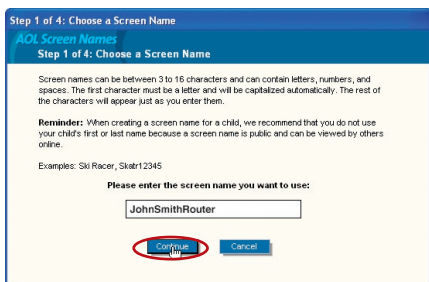 Step 1 of 4: Choose a Screen Name
AOL Screen Names
Step 1 of 4: Choose a Screen Name
Screen names can be between 3 to 16 characters and can contain letters, numbers, and
spaces. The first character must be a letter and will be capitalized automatically. The rest of
the characters will appear just as you enter them.
Reminder: When creating a screen name for a child, we recommend that you do not use
your child's first or last name because a screen name is public and can be viewed by others
online.
Examples: Ski Racer, Skatr12345
Please enter the screen name you want to use:
JohnSmithRouter
Continue Cancel